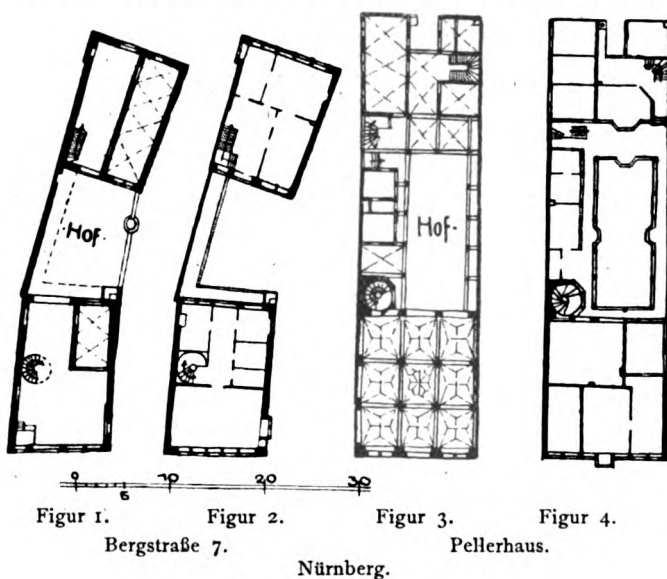 Hof
Hof
0 5 10 20 30
Figur 1. Figur 2. Figur 3. Figur 4.
Bergstraße 7. Pellerhaus.
Nürnberg.